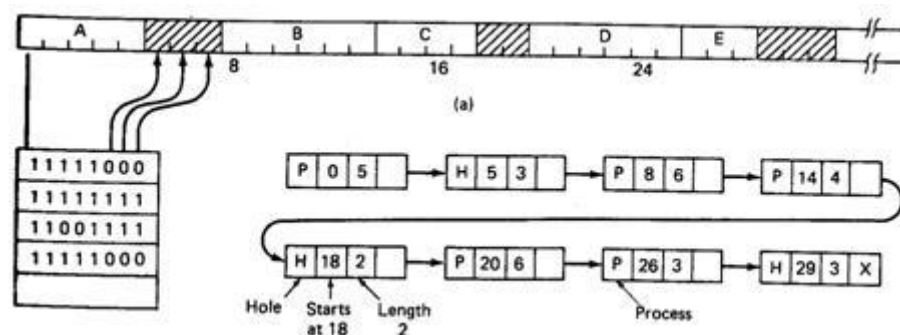 A B C D E
8 16 24
(a)
11111000
11111111
11001111
11111000
P 0 5 H 5 3 P 8 6 P 14 4
H 18 2 P 20 6 P 26 3 H 29 3 X
Hole Starts at 18 Length 2 Process